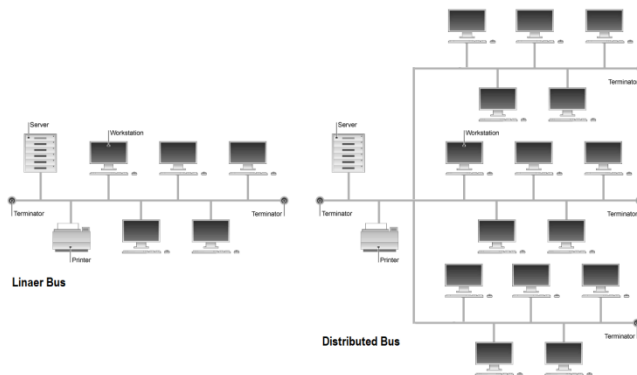 Server
Workstation
Terminator
Terminator
Printer
Linaer Bus
Terminator
Server
Workstation
Terminator
Terminator
Printer
Terminator
Distributed Bus